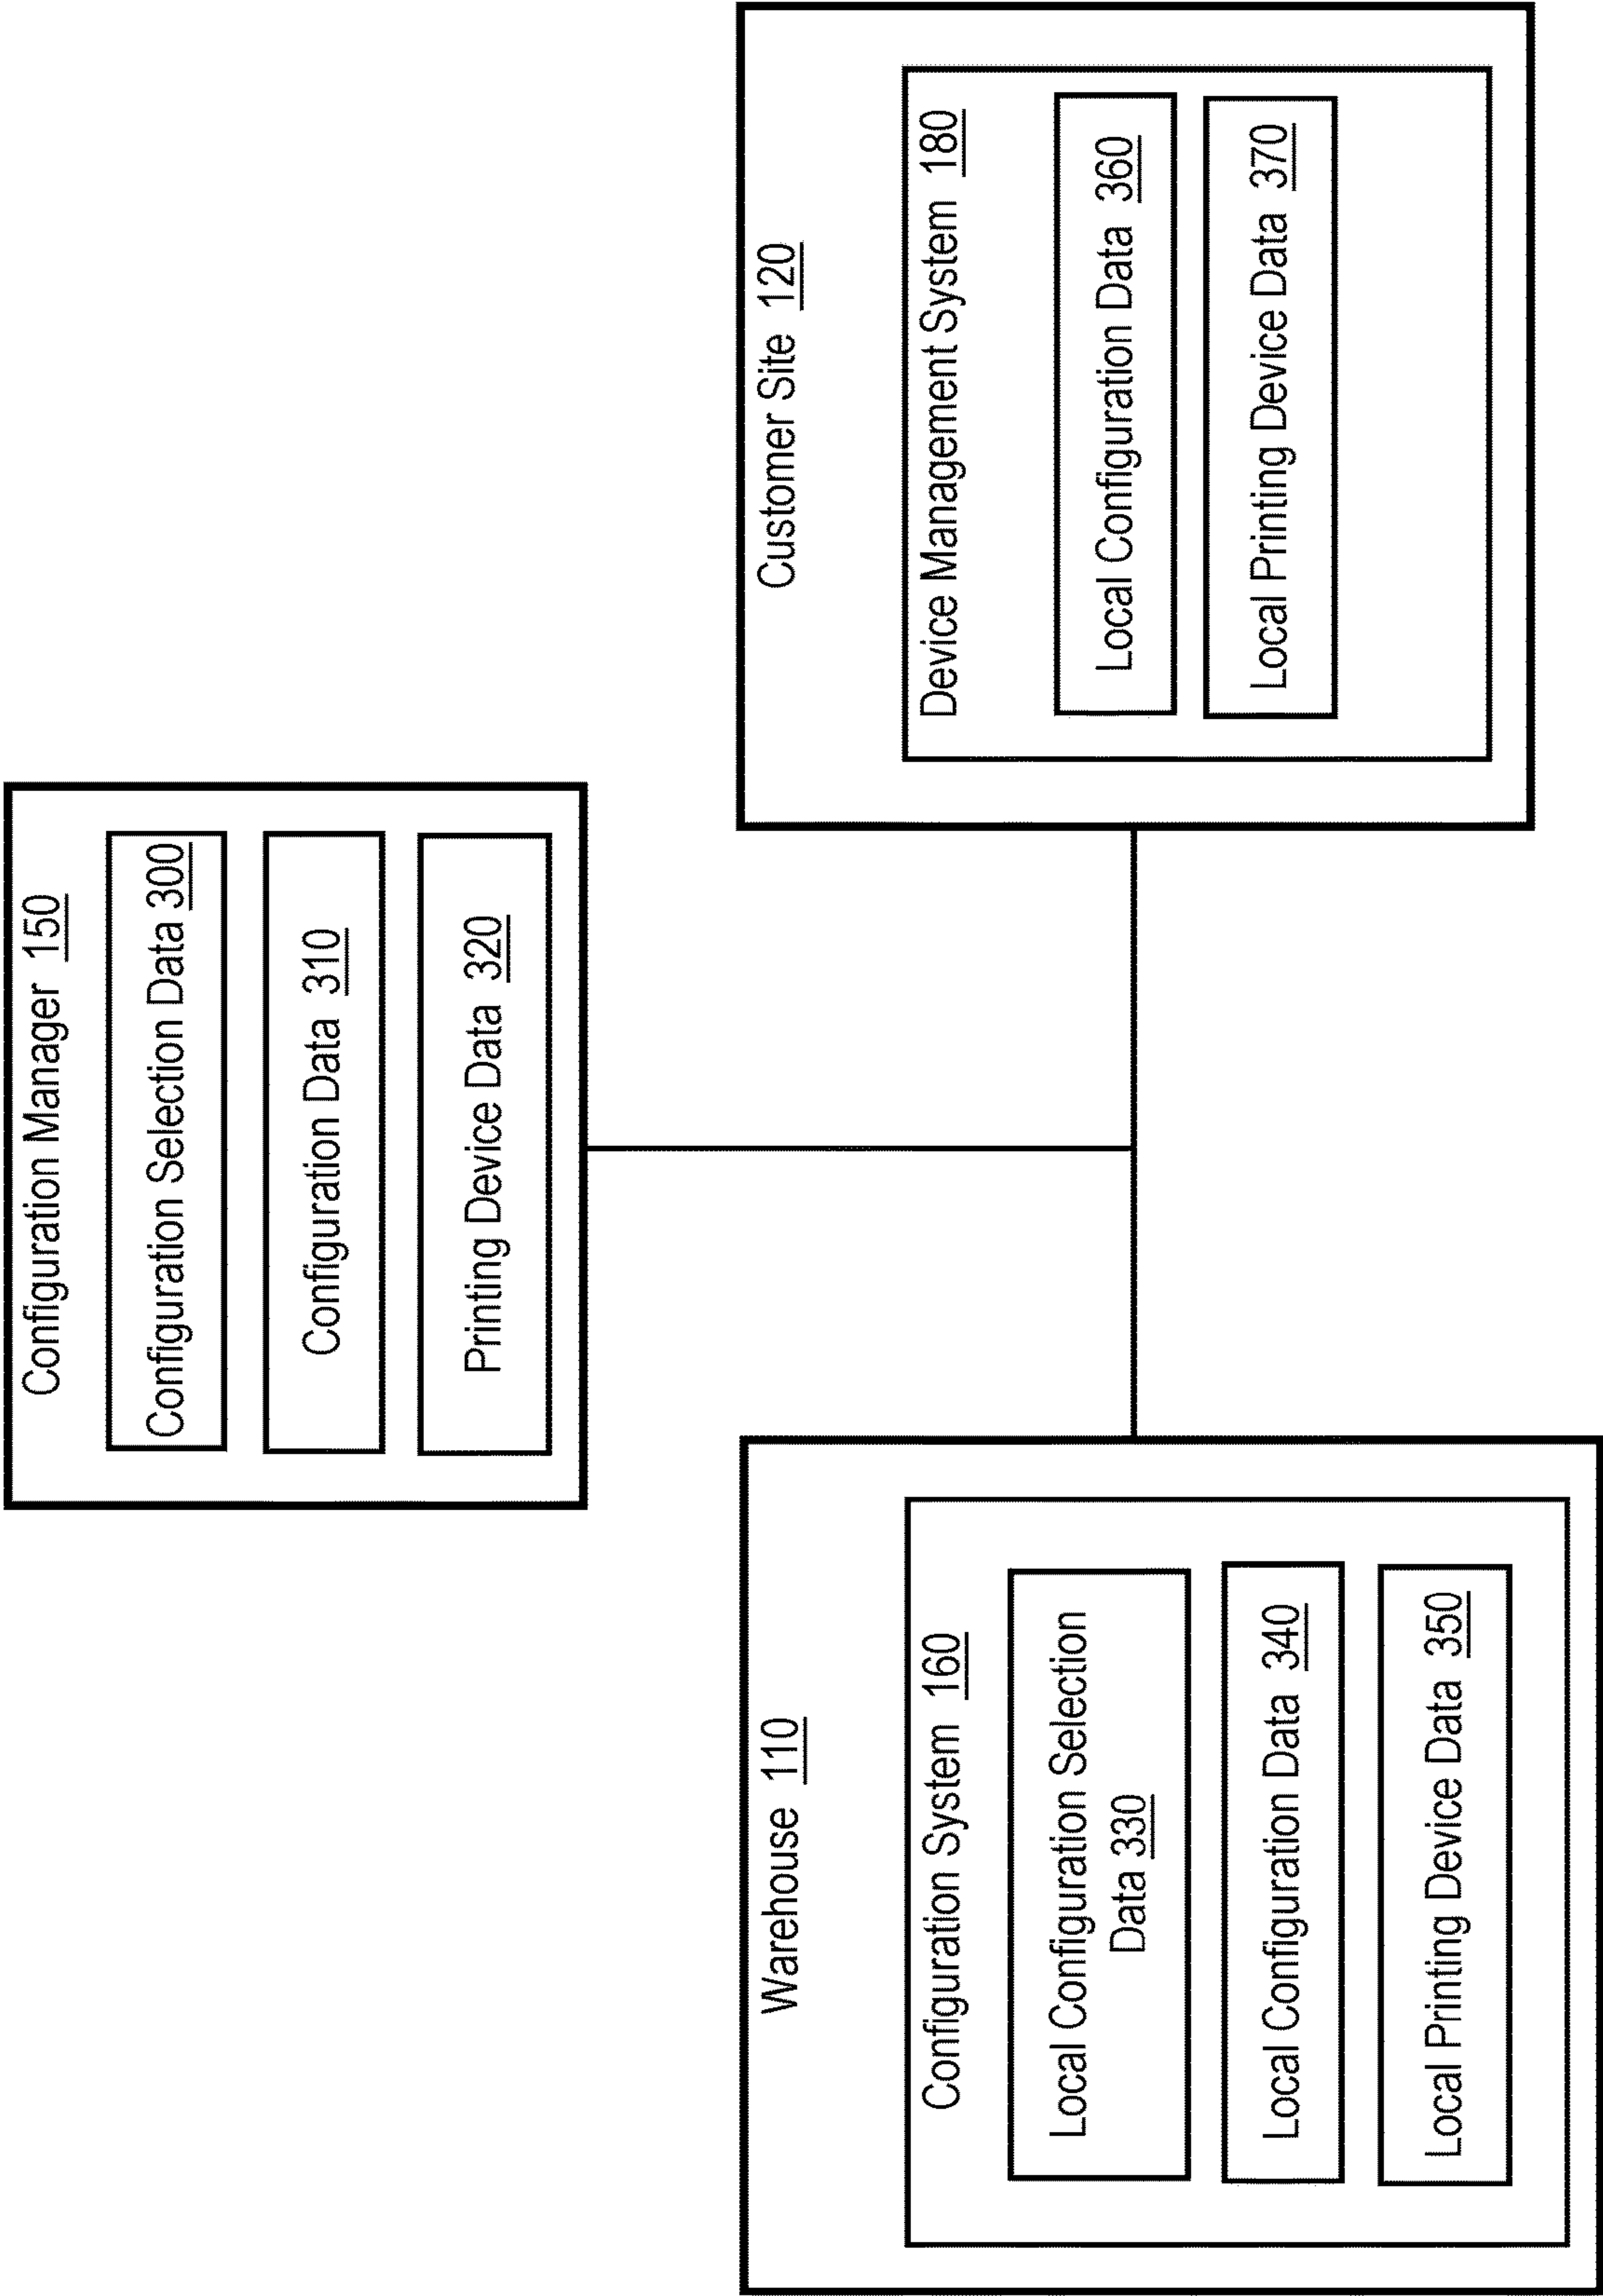 Configuration Manager 150
Configuration Selection Data 300
Configuration Data 310
Printing Device Data 320
Warehouse 110
Configuration System 160
Local Configuration Selection
Data 330
Local Configuration Data 340
Local Printing Device Data 350
Customer Site 120
Device Management System 180
Local Configuration Data 360
Local Printing Device Data 370